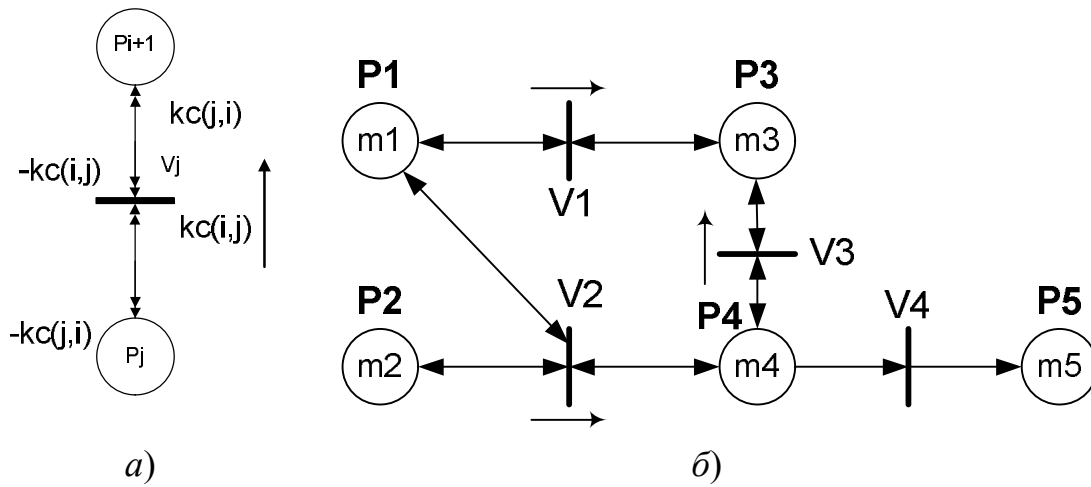 Pi+1
kc(j,i)
-kc(i,j)
Vj
kc(i,j)
-kc(j,i)
Pj
а)
P1
P3
m1
m3
V1
V2
V3
P2
P4
V4
P5
m2
m4
m5
б)